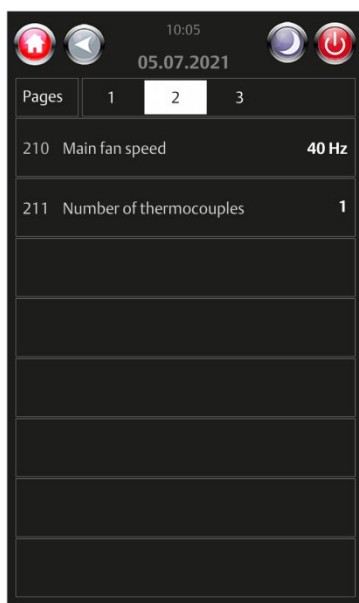 10:05
05.07.2021
Pages 1 2 3
210 Main fan speed 40 Hz
211 Number of thermocouples 1